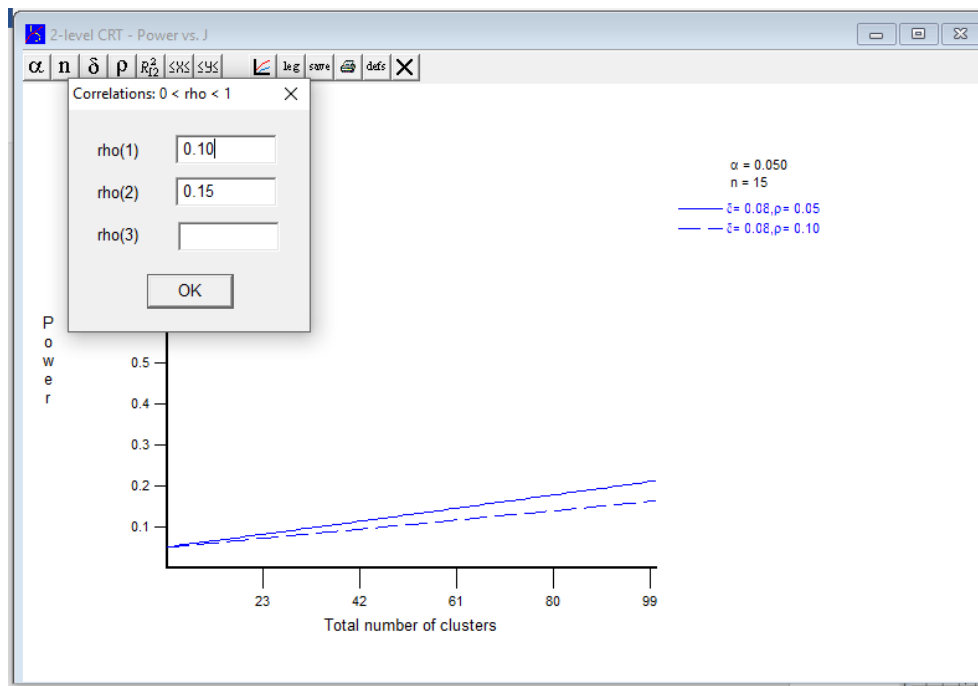 2-level CRT - Power vs. J
α n δ ρ R²L2 ≤X≤ ≤Y≤ leg save defs X
Correlations: 0 < rho < 1
rho(1) 0.10
rho(2) 0.15
rho(3)
OK
α = 0.050
n = 15
δ= 0.08,ρ= 0.05
δ= 0.08,ρ= 0.10
Power
0.5
0.4
0.3
0.2
0.1
23 42 61 80 99
Total number of clusters